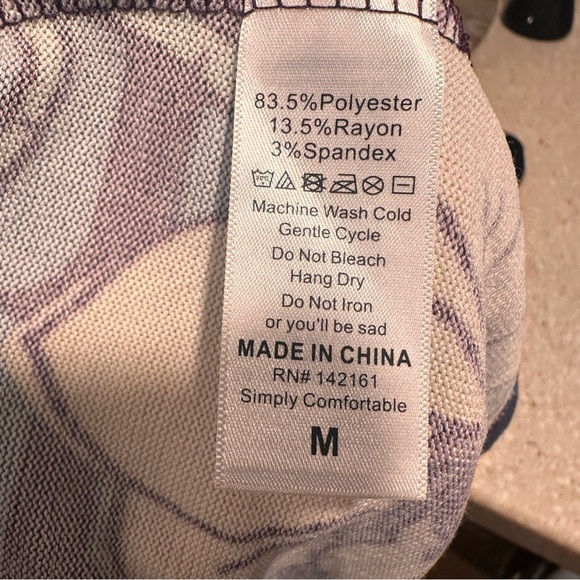 83.5%Polyester
13.5%Rayon
3%Spandex
Machine Wash Cold
Gentle Cycle
Do Not Bleach
Hang Dry
Do Not Iron
or you'll be sad
MADE IN CHINA
RN# 142161
Simply Comfortable
M